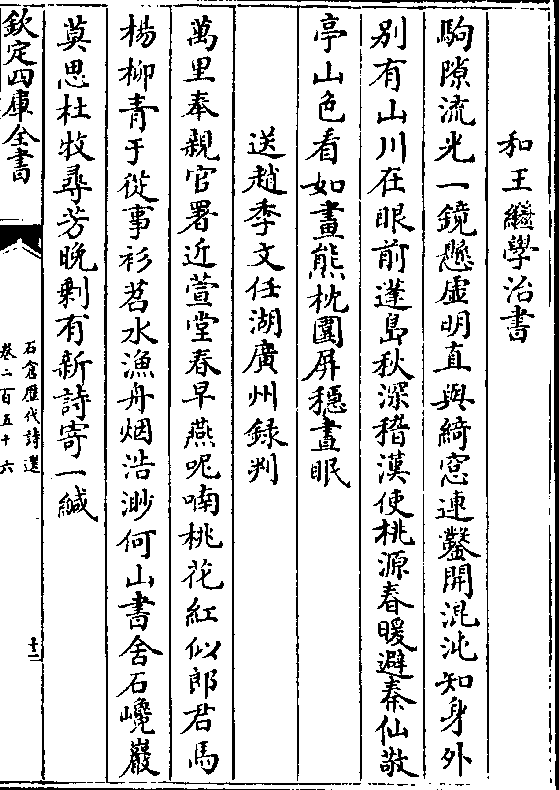 和王繼學治書
駒隙流光一鏡懸虛明直與綺窓連鑿開混沌知身外
别有山川在眼前蓬島秋深稽漢使桃源春暖避秦仙敬
亭山色看如畫熊枕圍屏穩晝眠
送趙季文任湖廣州録判
萬里奉親官署近萱堂春早燕呢喃桃花紅似郎君馬
楊柳青于從事衫苕水漁舟烟浩渺何山書舍石巉巖
莫思杜牧尋芳晚剩有新詩寄一緘
欽定四庫全書
石倉歷代詩選
卷二百五十六
十二